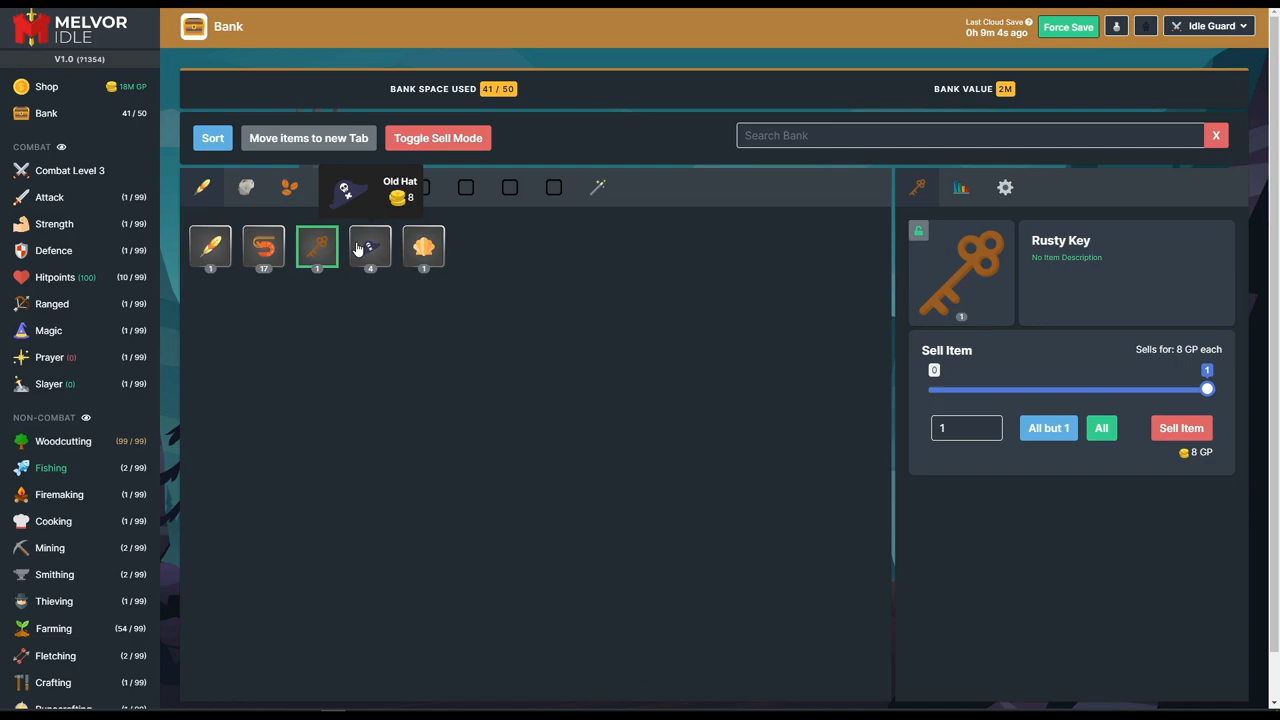 MELVOR
IDLE
V1.0 (?1354)
Shop 18M GP
Bank 41 / 50
COMBAT
Combat Level 3
Attack (1 / 99)
Strength (1 / 99)
Defence (1 / 99)
Hitpoints (100) (10 / 99)
Ranged (1 / 99)
Magic (1 / 99)
Prayer (0) (1 / 99)
Slayer (0) (1 / 99)
NON-COMBAT
Woodcutting (99 / 99)
Fishing (2 / 99)
Firemaking (1 / 99)
Cooking (1 / 99)
Mining (2 / 99)
Smithing (2 / 99)
Thieving (1 / 99)
Farming (54 / 99)
Fletching (2 / 99)
Crafting (1 / 99)
Bank
Last Cloud Save
0h 9m 4s ago
Force Save
Idle Guard
BANK SPACE USED 41 / 50
BANK VALUE 2M
Sort
Move items to new Tab
Toggle Sell Mode
Search Bank
X
Old Hat
8
1
17
1
4
1
Rusty Key
No Item Description
1
Sell Item
Sells for: 8 GP each
0
1
1
All but 1
All
Sell Item
8 GP